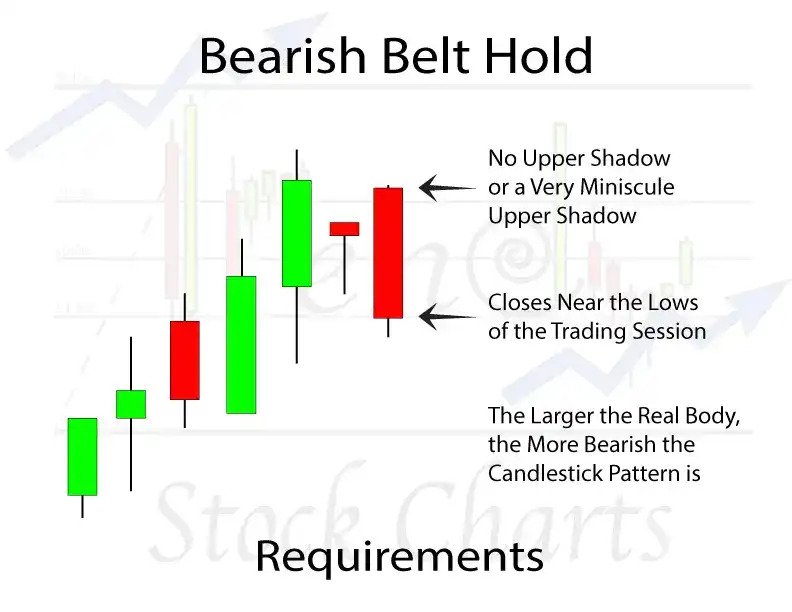 Bearish Belt Hold
No Upper Shadow
or a Very Miniscule
Upper Shadow
Closes Near the Lows
of the Trading Session
The Larger the Real Body,
the More Bearish the
Candlestick Pattern is
Stock Charts
Requirements